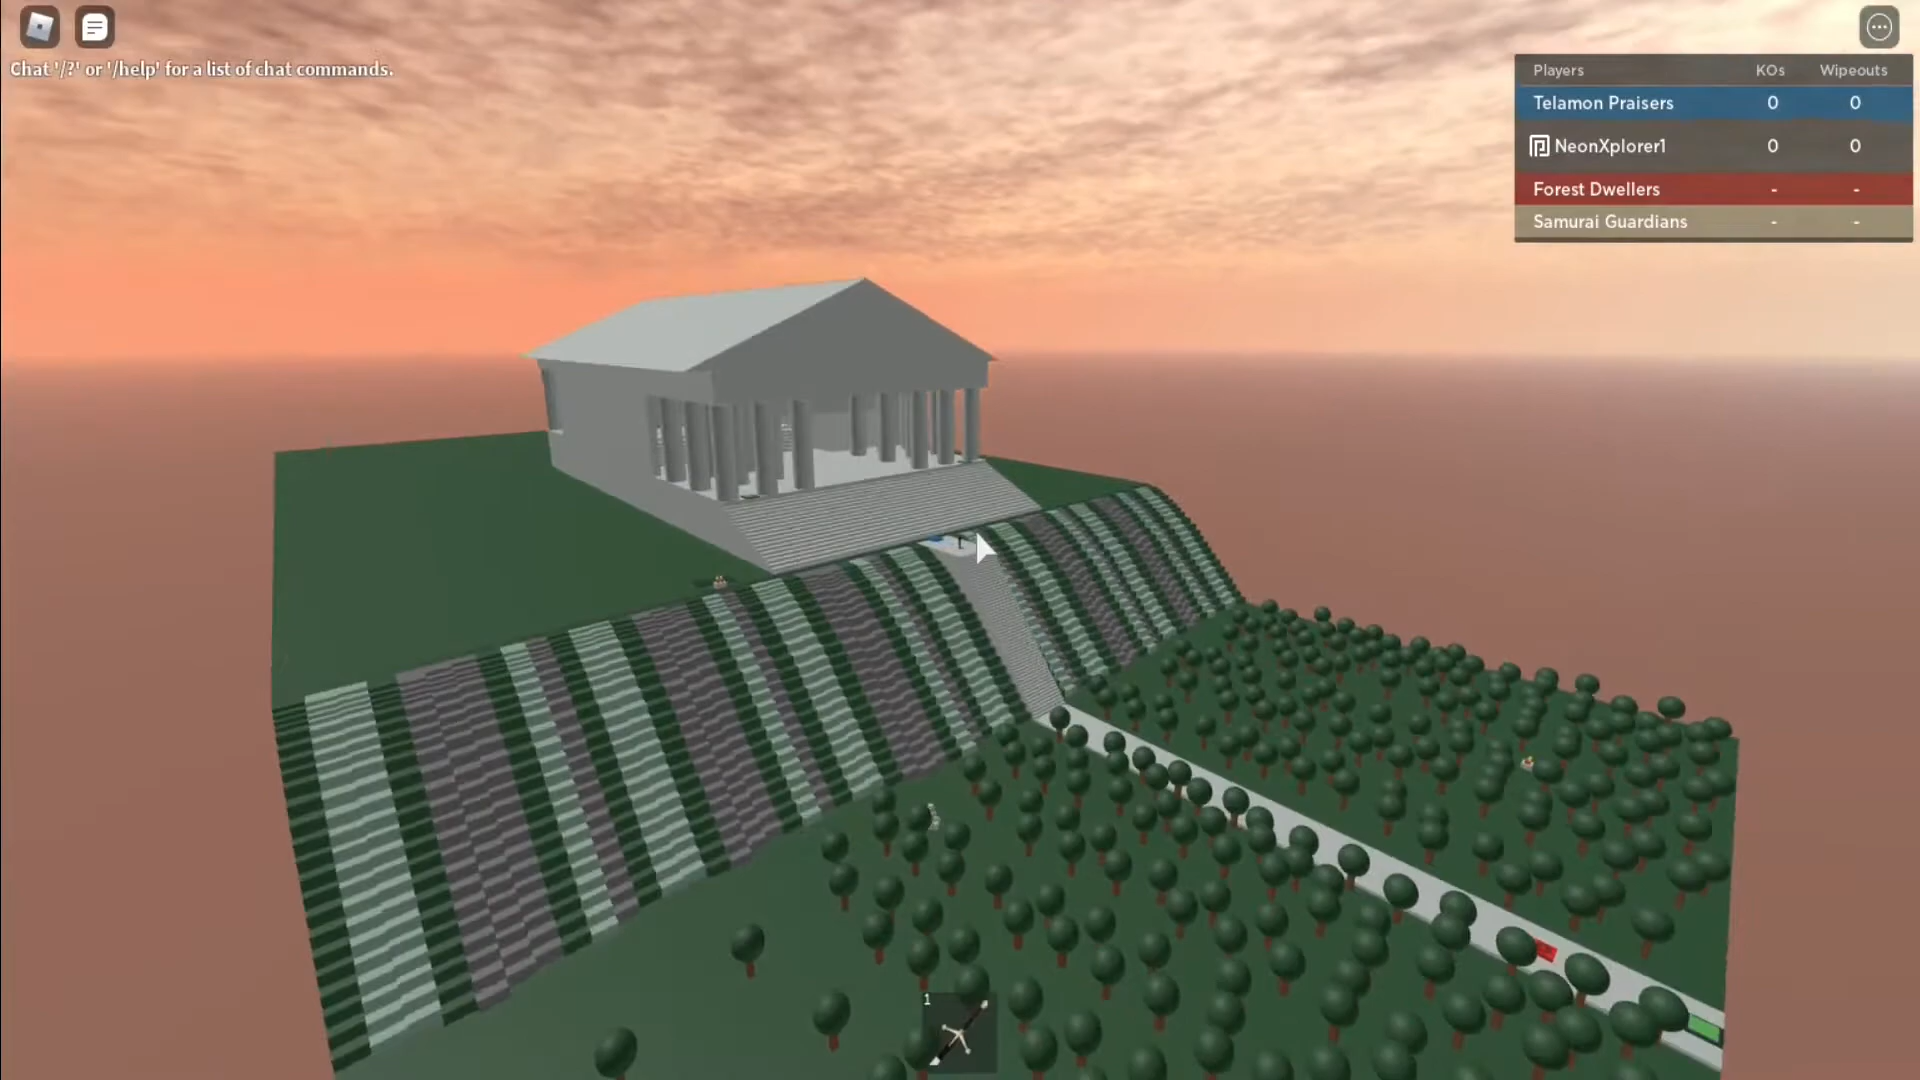 Chat '/?' or '/help' for a list of chat commands.
Players KOs Wipeouts
Telamon Praisers 0 0
NeonXplorer1 0 0
Forest Dwellers - -
Samurai Guardians - -
1